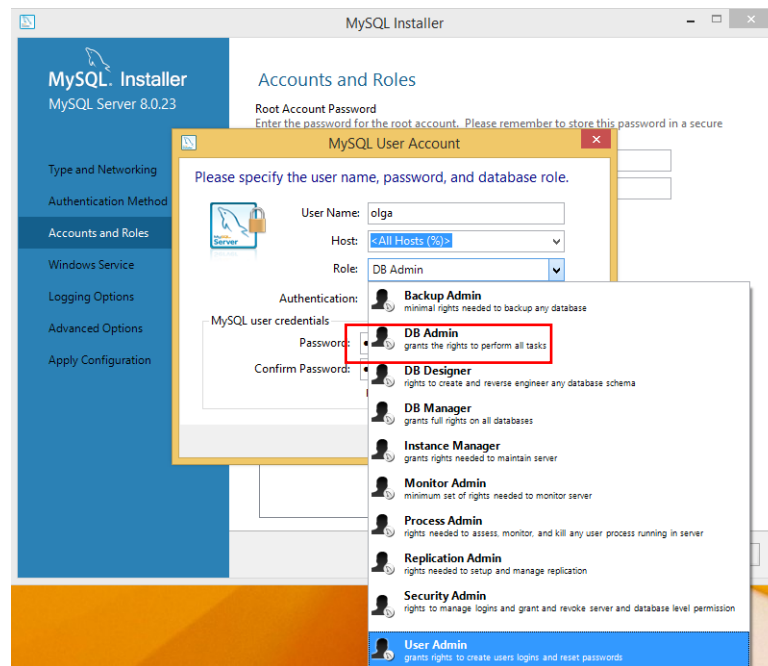 MySQL Installer
MySQL. Installer
MySQL Server 8.0.23
Type and Networking
Authentication Method
Accounts and Roles
Windows Service
Logging Options
Advanced Options
Apply Configuration
Accounts and Roles
Root Account Password
Enter the password for the root account. Please remember to store this password in a secure
MySQL User Account
Please specify the user name, password, and database role.
MySQL
Server
User Name: olga
Host: <All Hosts (%)>
Role: DB Admin
Authentication:
MySQL user credentials
Password:
Confirm Password:
Backup Admin
minimal rights needed to backup any database
DB Admin
grants the rights to perform all tasks
DB Designer
rights to create and reverse engineer any database schema
DB Manager
grants full rights on all databases
Instance Manager
grants rights needed to maintain server
Monitor Admin
minimum set of rights needed to monitor server
Process Admin
rights needed to assess, monitor, and kill any user process running in server
Replication Admin
rights needed to setup and manage replication
Security Admin
rights to manage logins and grant and revoke server and database level permission
User Admin
grants rights to create users logins and reset passwords